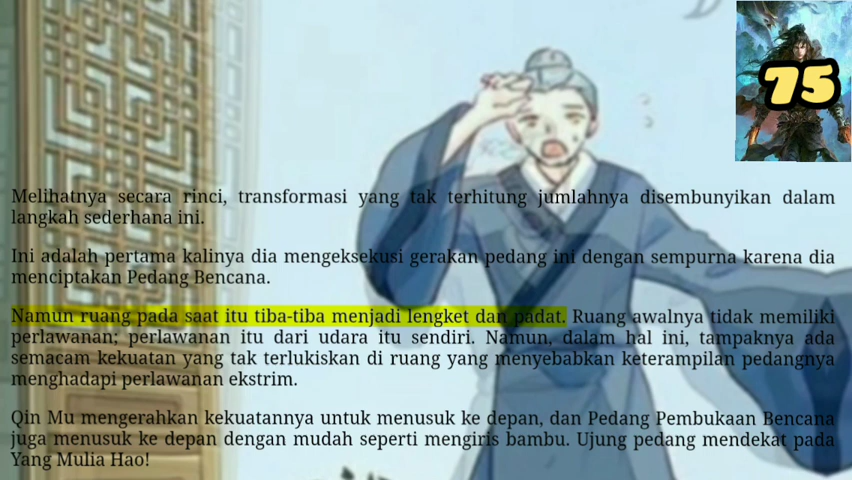 75
Melihatnya secara rinci, transformasi yang tak terhitung jumlahnya disembunyikan dalam
langkah sederhana ini.
Ini adalah pertama kalinya dia mengeksekusi gerakan pedang ini dengan sempurna karena dia
menciptakan Pedang Bencana.
Namun ruang pada saat itu tiba-tiba menjadi lengket dan padat. Ruang awalnya tidak memiliki
perlawanan; perlawanan itu dari udara itu sendiri. Namun, dalam hal ini, tampaknya ada
semacam kekuatan yang tak terlukiskan di ruang yang menyebabkan keterampilan pedangnya
menghadapi perlawanan ekstrim.
Qin Mu mengerahkan kekuatannya untuk menusuk ke depan, dan Pedang Pembukaan Bencana
juga menusuk ke depan dengan mudah seperti mengiris bambu. Ujung pedang mendekat pada
Yang Mulia Hao!